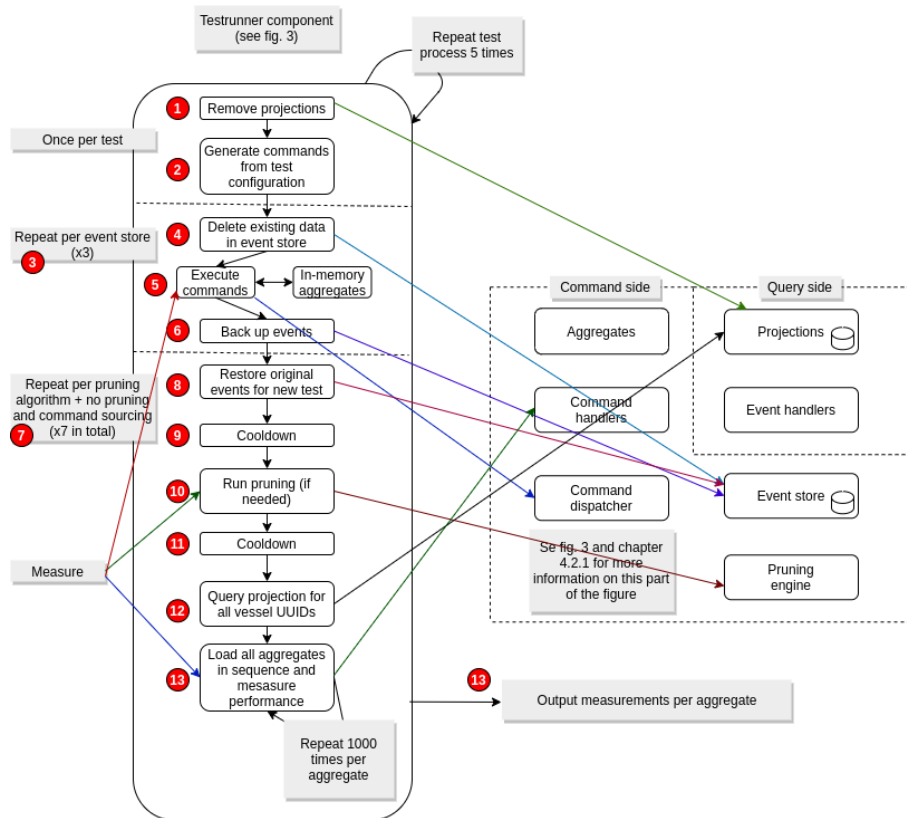 Testrunner component
(see fig. 3)
Repeat test
process 5 times
1
Remove projections
Once per test
2
Generate commands
from test
configuration
Repeat per event store
(x3)
3
4
Delete existing data
in event store
5
Execute
commands
In-memory
aggregates
Command side
Query side
6
Back up events
Aggregates
Projections
Repeat per pruning
algorithm + no pruning
and command sourcing
(x7 in total)
7
8
Restore original
events for new test
Command
handlers
Event handlers
9
Cooldown
10
Run pruning (if
needed)
Command
dispatcher
Event store
11
Cooldown
Se fig. 3 and chapter
4.2.1 for more
information on this part
of the figure
Pruning
engine
Measure
12
Query projection for
all vessel UUIDs
13
Load all aggregates
in sequence and
mesasure
performance
13
Output measurements per aggregate
Repeat 1000
times per
aggregate